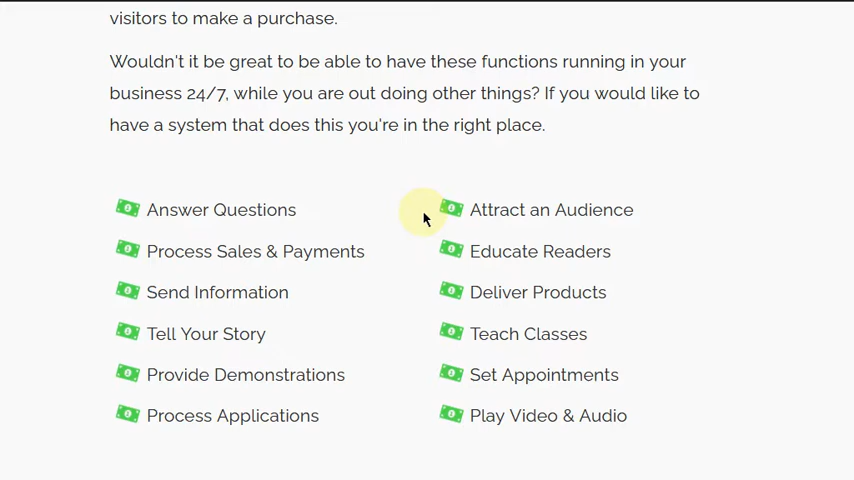 visitors to make a purchase.
Wouldn't it be great to be able to have these functions running in your
business 24/7, while you are out doing other things? If you would like to
have a system that does this you're in the right place.
Answer Questions
Process Sales & Payments
Send Information
Tell Your Story
Provide Demonstrations
Process Applications
Attract an Audience
Educate Readers
Deliver Products
Teach Classes
Set Appointments
Play Video & Audio